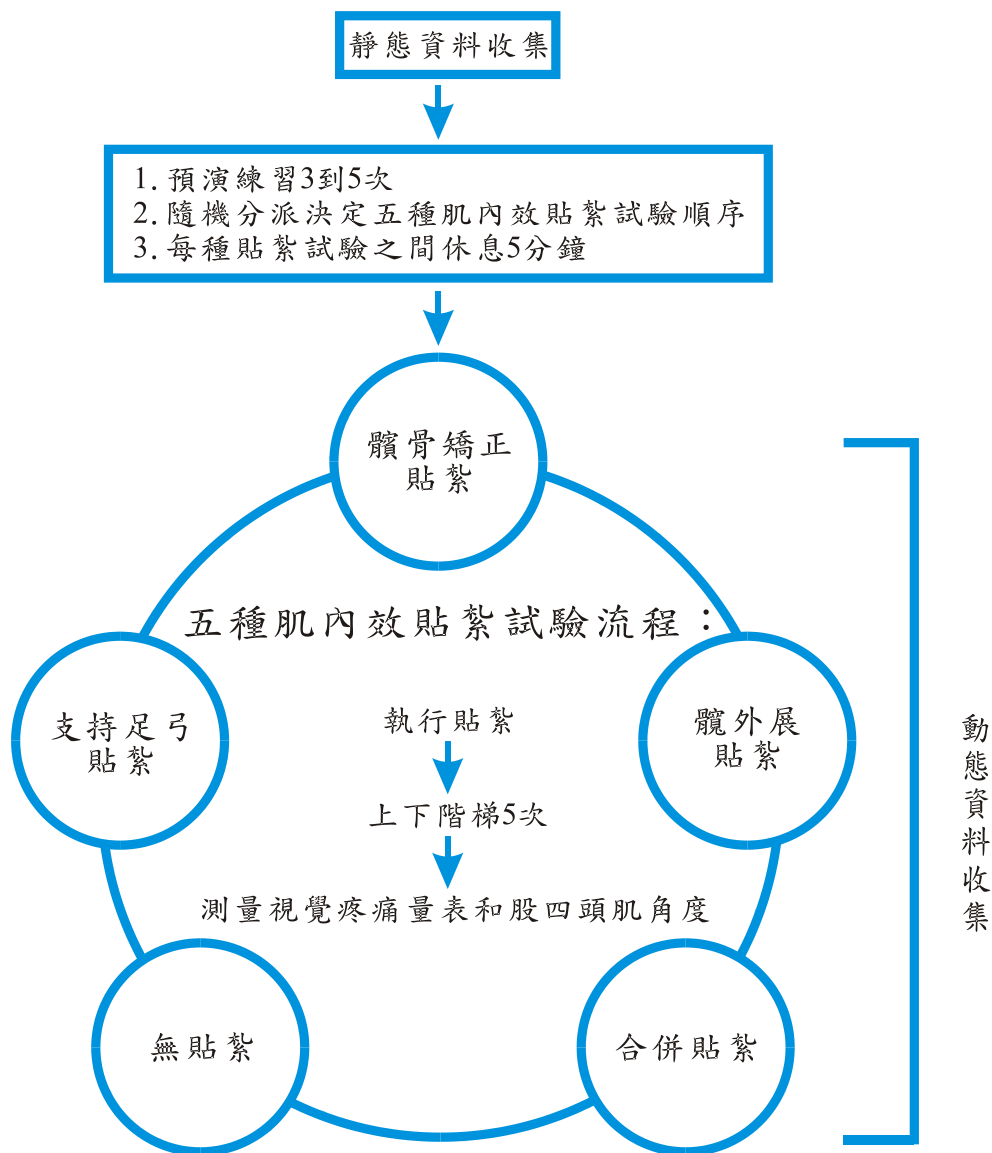 靜態資料收集
1. 預演練習3到5次
2. 隨機分派決定五種肌內效貼紮試驗順序
3. 每種貼紮試驗之間休息5分鐘
髕骨矯正
貼紮
五種肌內效貼紮試驗流程：
支持足弓
貼紮
執行貼紮
髖外展
貼紮
上下階梯5次
測量視覺疼痛量表和股四頭肌角度
無貼紮
合併貼紮
動態資料收集